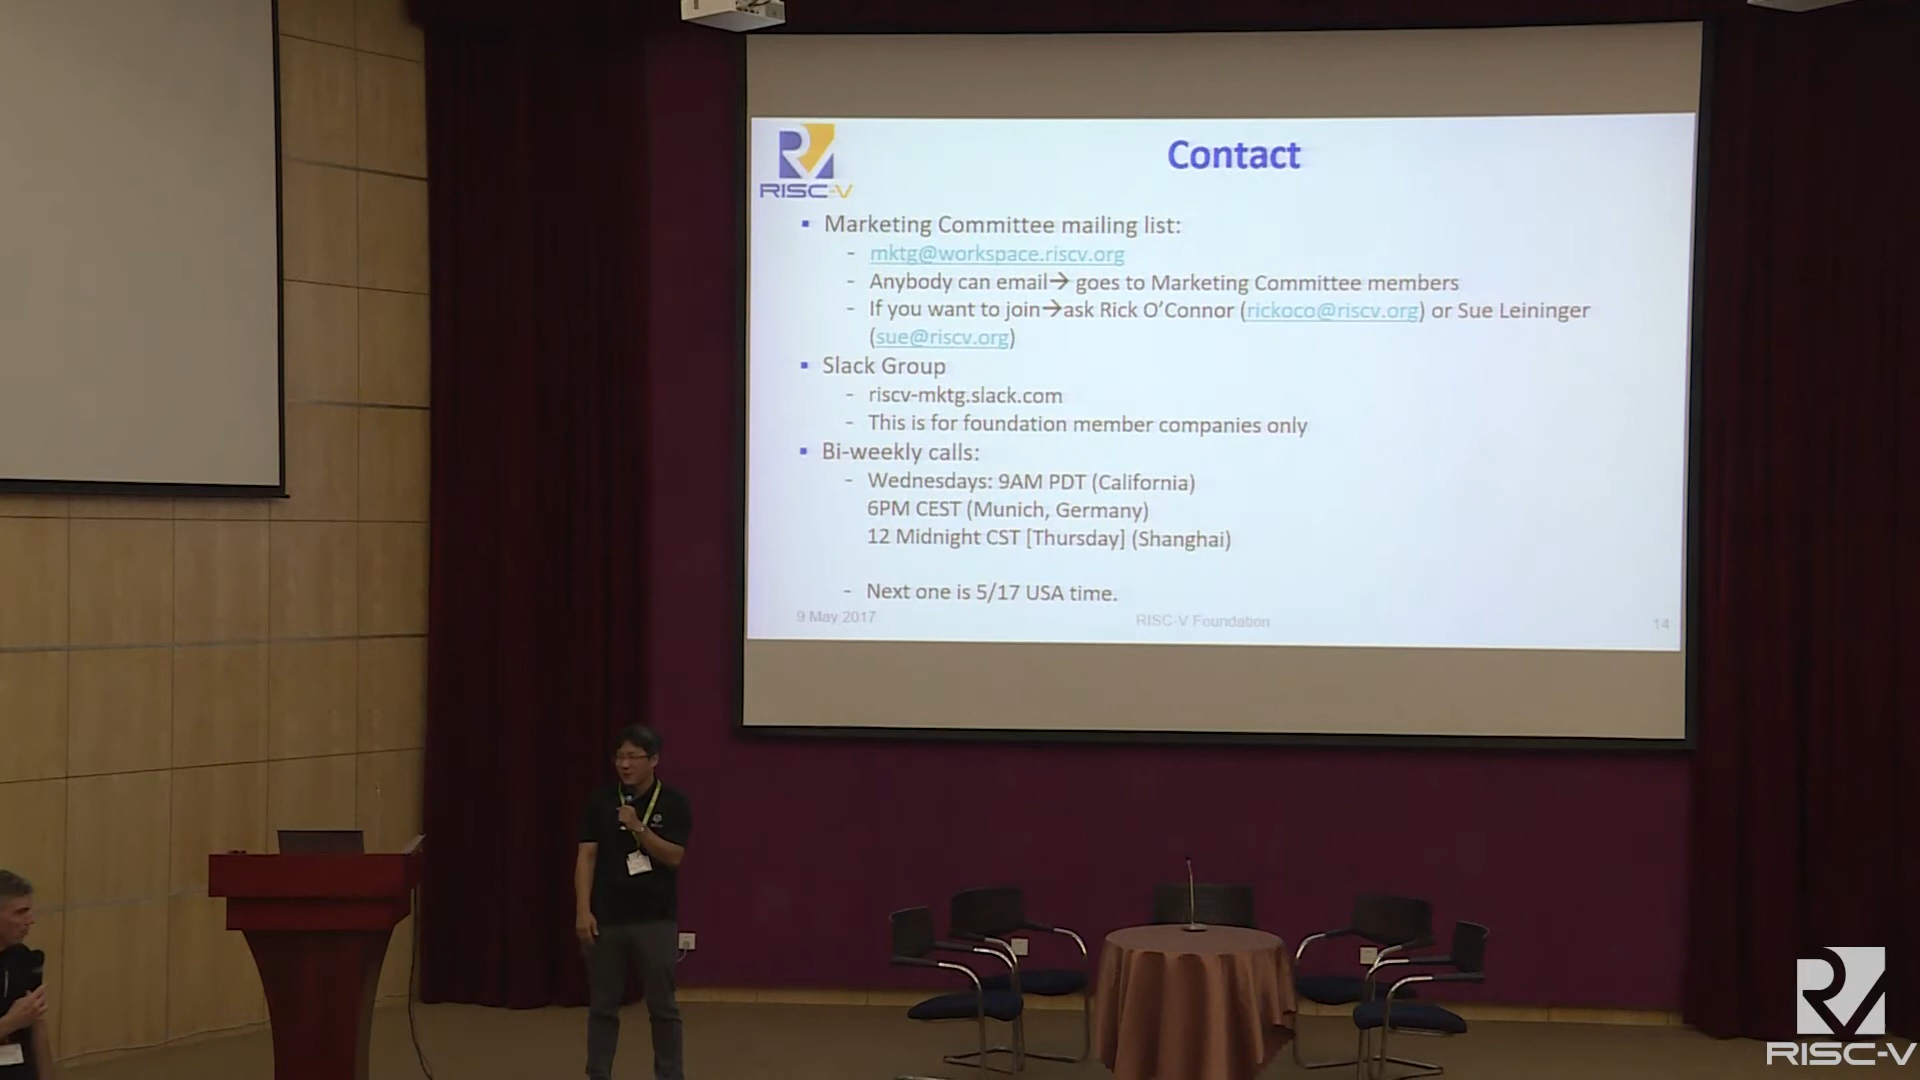 RISC-V
Contact
Marketing Committee mailing list:
- mktg@workspace.riscv.org
- Anybody can email→ goes to Marketing Committee members
- If you want to join→ask Rick O'Connor (rickoco@riscv.org) or Sue Leininger
(sue@riscv.org)
Slack Group
- riscv-mktg.slack.com
- This is for foundation member companies only
Bi-weekly calls:
- Wednesdays: 9AM PDT (California)
6PM CEST (Munich, Germany)
12 Midnight CST [Thursday] (Shanghai)
- Next one is 5/17 USA time.
9 May 2017
RISC-V Foundation
14
RISC-V